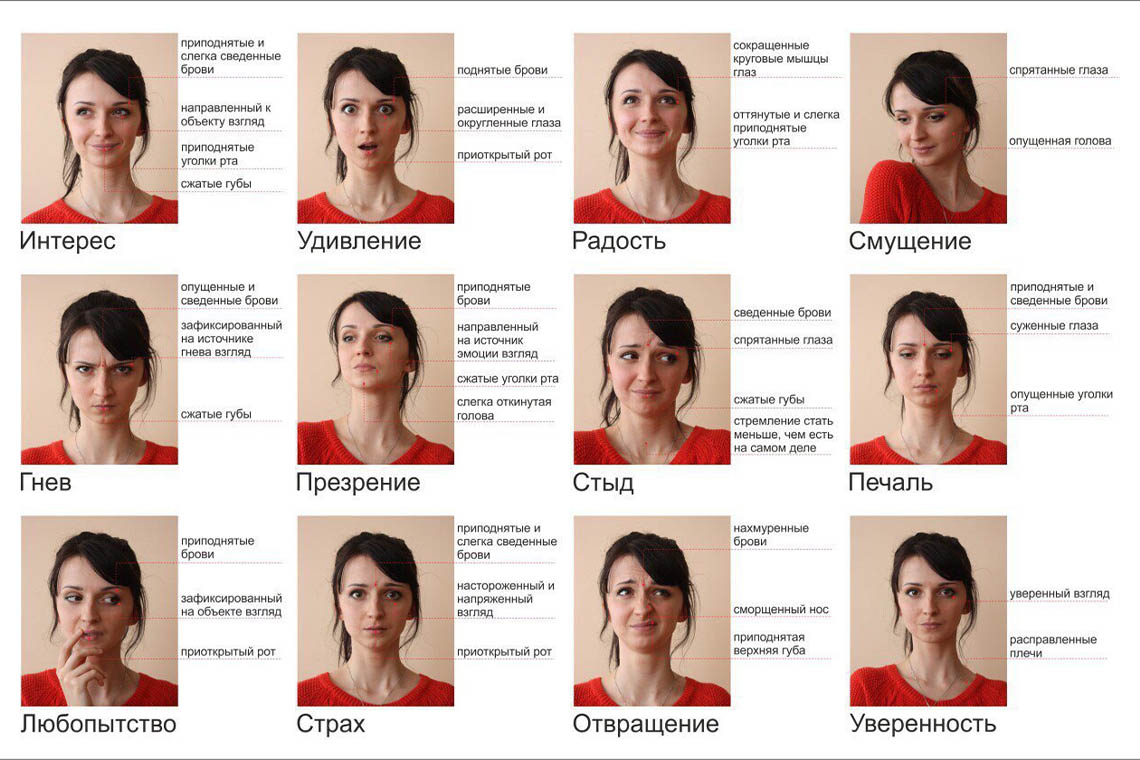 приподнятые и
слегка сведенные
брови
направленный к
объекту взгляд
приподнятые
уголки рта
сжатые губы
Интерес
поднятые брови
расширенные и
округленные глаза
приоткрытый рот
Удивление
сокращенные
круговые мышцы
глаз
оттянутые и слегка
приподнятые
уголки рта
Радость
спрятанные глаза
опущенная голова
Смущение
опущенные и
сведенные брови
зафиксированный
на источнике
гнева взгляд
сжатые губы
Гнев
приподнятые
брови
направленный
на источник
эмоции взгляд
сжатые уголки рта
слегка откинутая
голова
Презрение
сведенные брови
спрятанные глаза
сжатые губы
стремление стать
меньше, чем есть
на самом деле
Стыд
приподнятые и
сведенные брови
суженные глаза
опущенные уголки
рта
Печаль
приподнятые
брови
зафиксированный
на объекте взгляд
приоткрытый рот
Любопытство
приподнятые и
слегка сведенные
брови
настороженный и
напряженный
взгляд
приоткрытый рот
Страх
нахмуренные
брови
сморщенный нос
приподнятая
верхняя губа
Отвращение
уверенный взгляд
расправленные
плечи
Уверенность